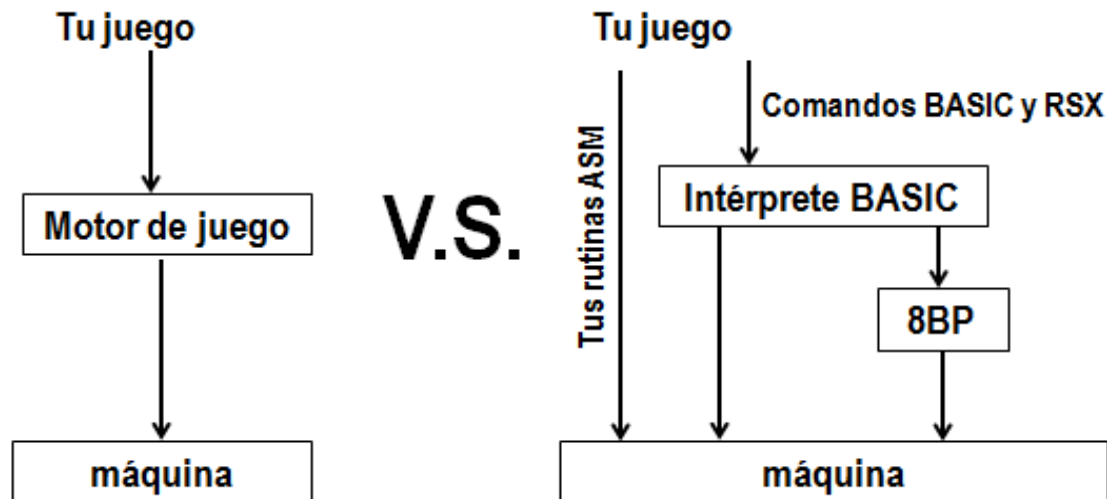 Tu juego
Motor de juego
máquina
V.S.
Tu juego
Comandos BASIC y RSX
Tus rutinas ASM
Intérprete BASIC
8BP
máquina